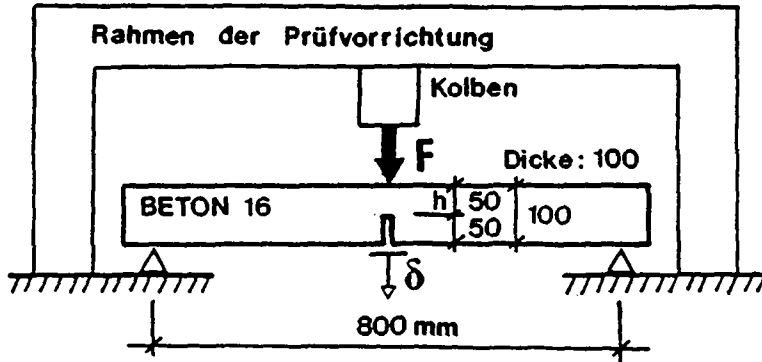 Rahmen der Prüfvorrichtung
Kolben
F
Dicke: 100
BETON 16
h
50
100
50
δ
800 mm